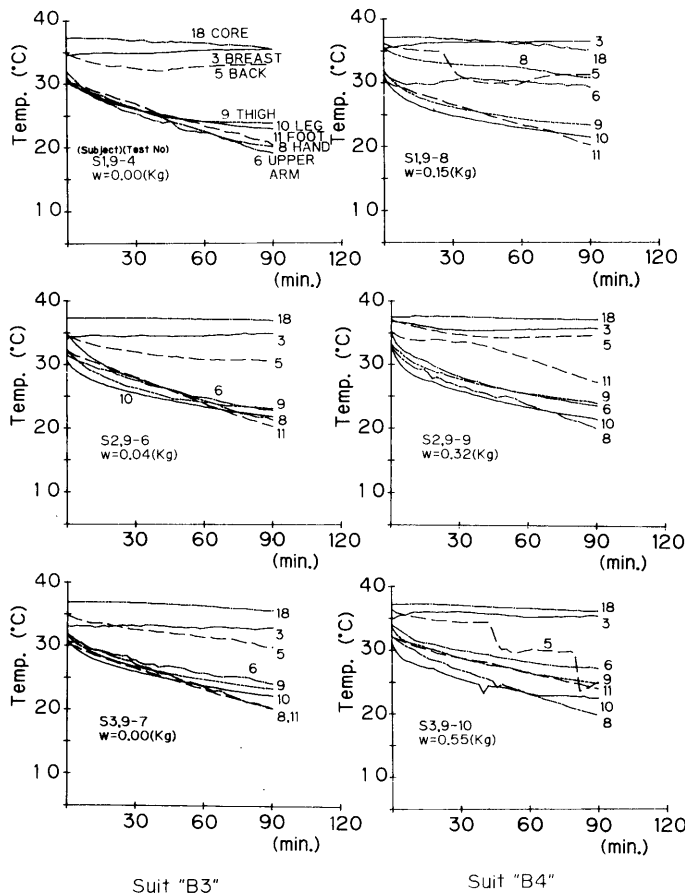 40
30
20
10
Temp. (°C)
18 CORE
3 BREAST
5 BACK
9 THIGH
10 LEG
11 FOOT
8 HAND
6 UPPER
ARM
(Subject)(Test No)
S1,9-4
w=0.00(Kg)
0 30 60 90 120
(min.)
40
30
20
10
Temp. (°C)
3
18
8
5
6
9
10
11
S1,9-8
w=0.15(Kg)
0 30 60 90 120
(min.)
40
30
20
10
Temp. (°C)
18
3
5
6
10
9
8
11
S2,9-6
w=0.04(Kg)
0 30 60 90 120
(min.)
40
30
20
10
Temp. (°C)
18
3
5
11
9
6
10
8
S2,9-9
w=0.32(Kg)
0 30 60 90 120
(min.)
40
30
20
10
Temp. (°C)
18
3
5
6
9
10
8,11
S3,9-7
w=0.00(Kg)
0 30 60 90 120
(min.)
40
30
20
10
Temp. (°C)
18
3
5
6
9
11
10
8
S3,9-10
w=0.55(Kg)
0 30 60 90 120
(min.)
Suit "B3"
Suit "B4"